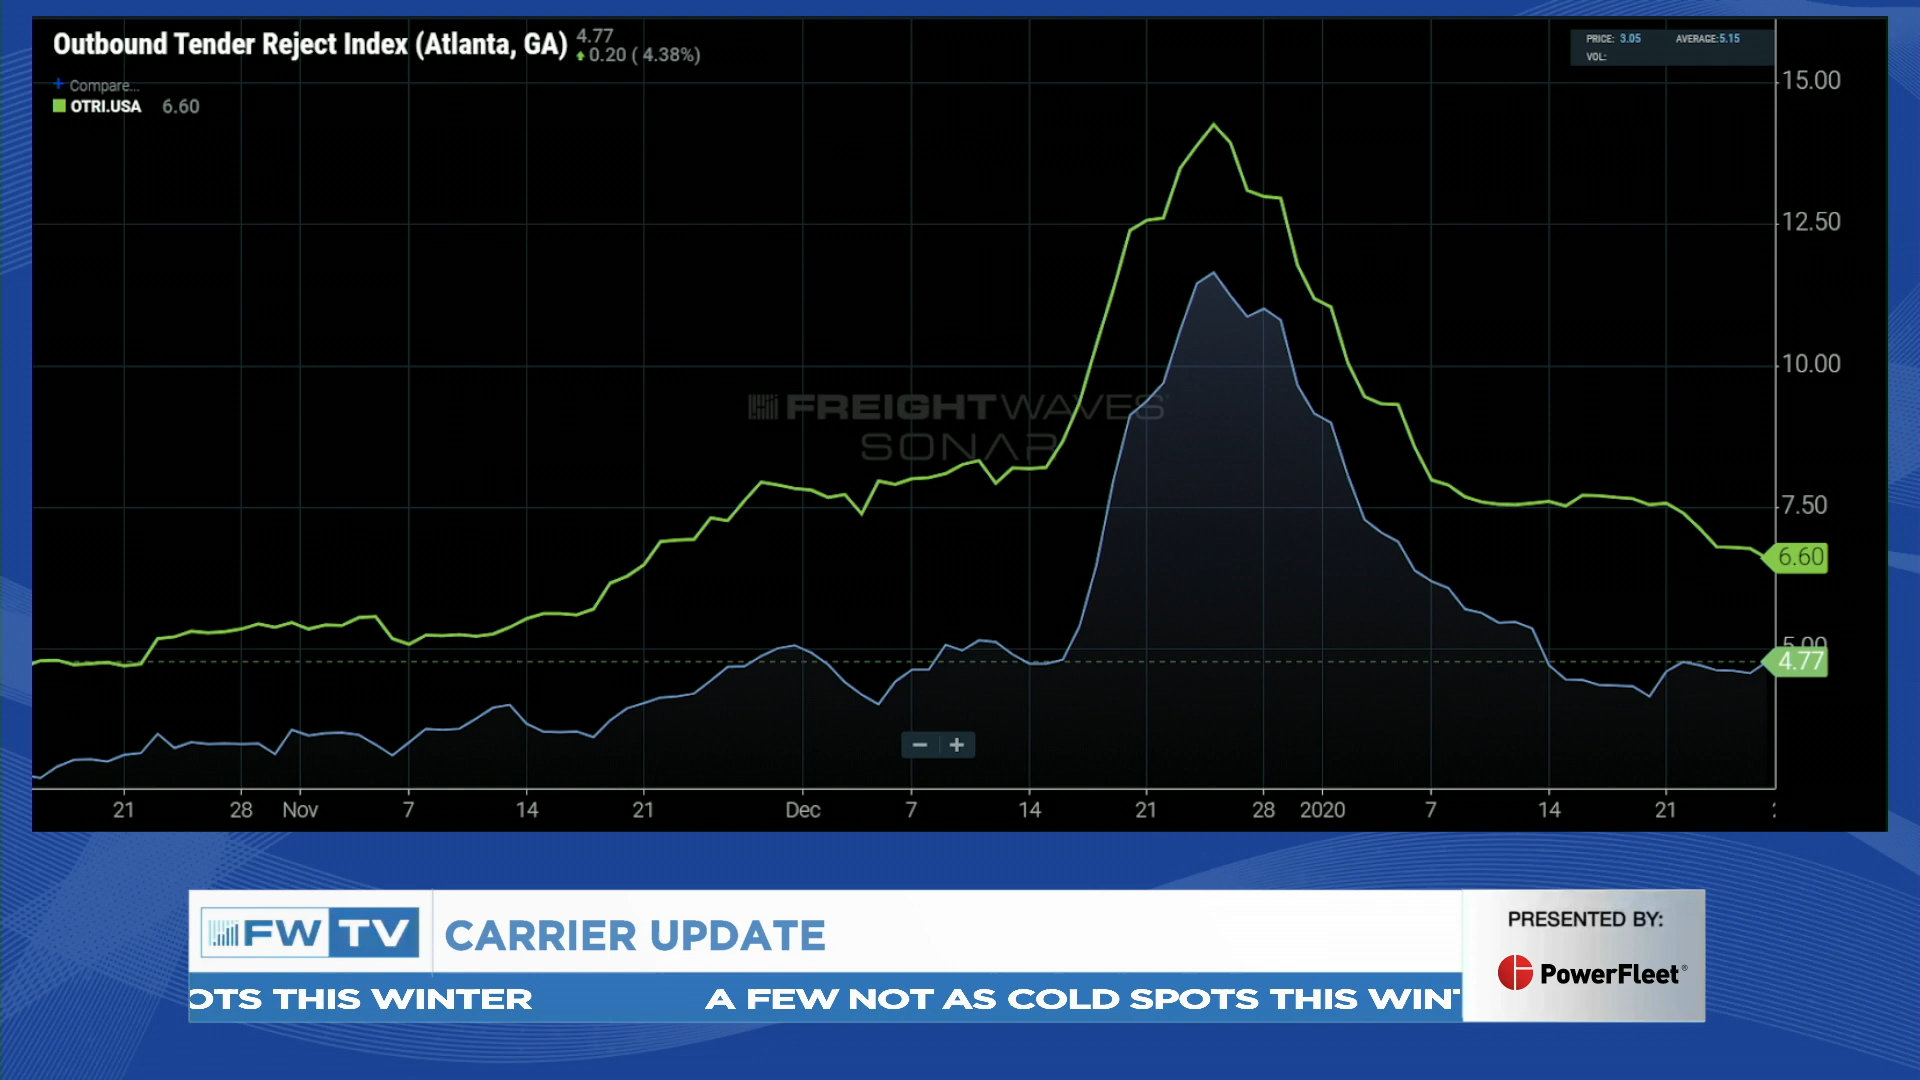 Outbound Tender Reject Index (Atlanta, GA) 4.77
0.20 ( 4.38%)
+ Compare...
OTRI.USA 6.60
PRICE: 3.05 AVERAGE:5.15
VOL:
15.00
12.50
10.00
7.50
6.60
5.00
4.77
FREIGHTWAVES
SONAR
− +
21 28 Nov 7 14 21 Dec 7 14 21 28 2020 7 14 21
FWTV CARRIER UPDATE
OTS THIS WINTER A FEW NOT AS COLD SPOTS THIS WIN
PRESENTED BY:
PowerFleet®